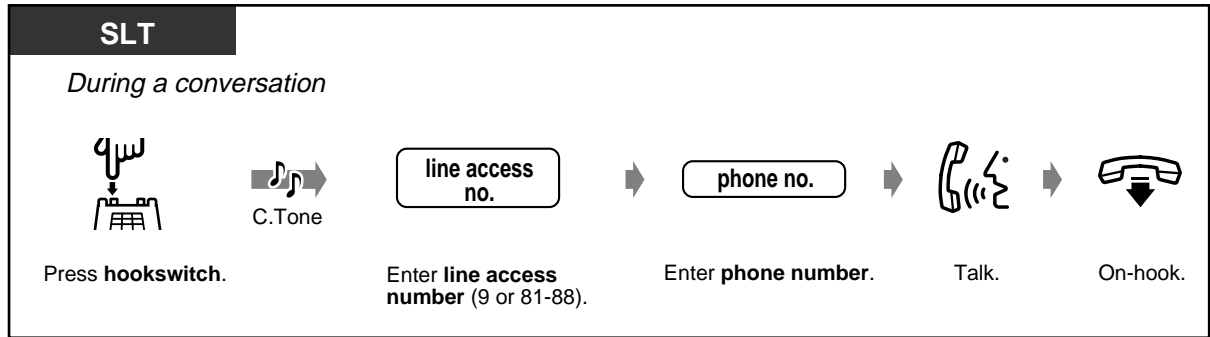 SLT
During a conversation
C.Tone
line access
no.
phone no.
Press hookswitch.
Enter line access
number (9 or 81-88).
Enter phone number.
Talk.
On-hook.